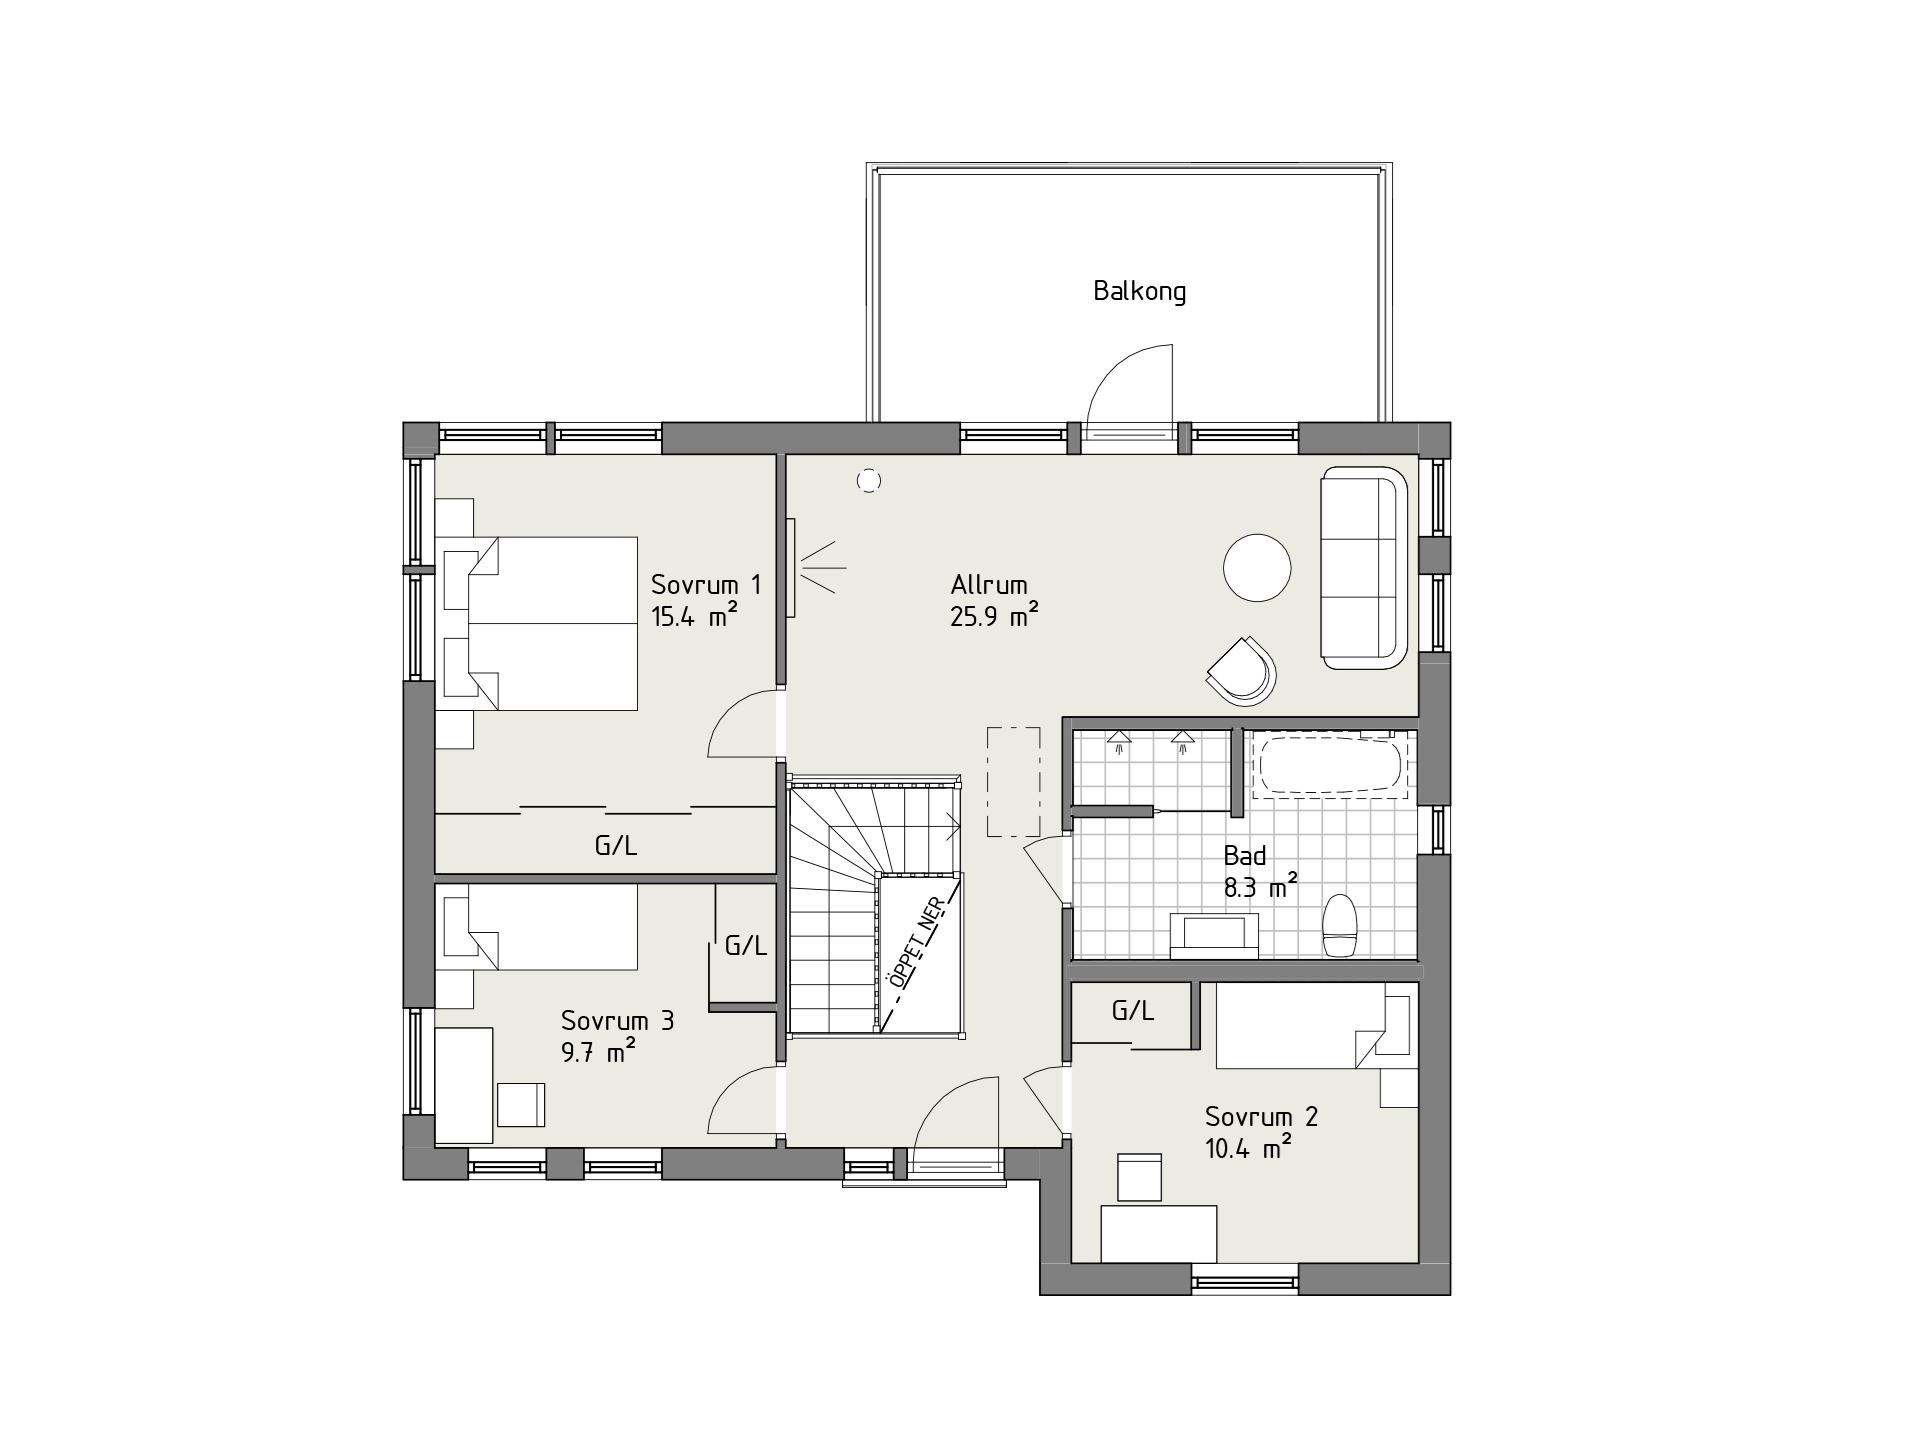 Balkong
Sovrum 1
15.4 m²
Allrum
25.9 m²
G/L
Bad
8.3 m²
ÖPPET NER
G/L
Sovrum 3
9.7 m²
G/L
Sovrum 2
10.4 m²